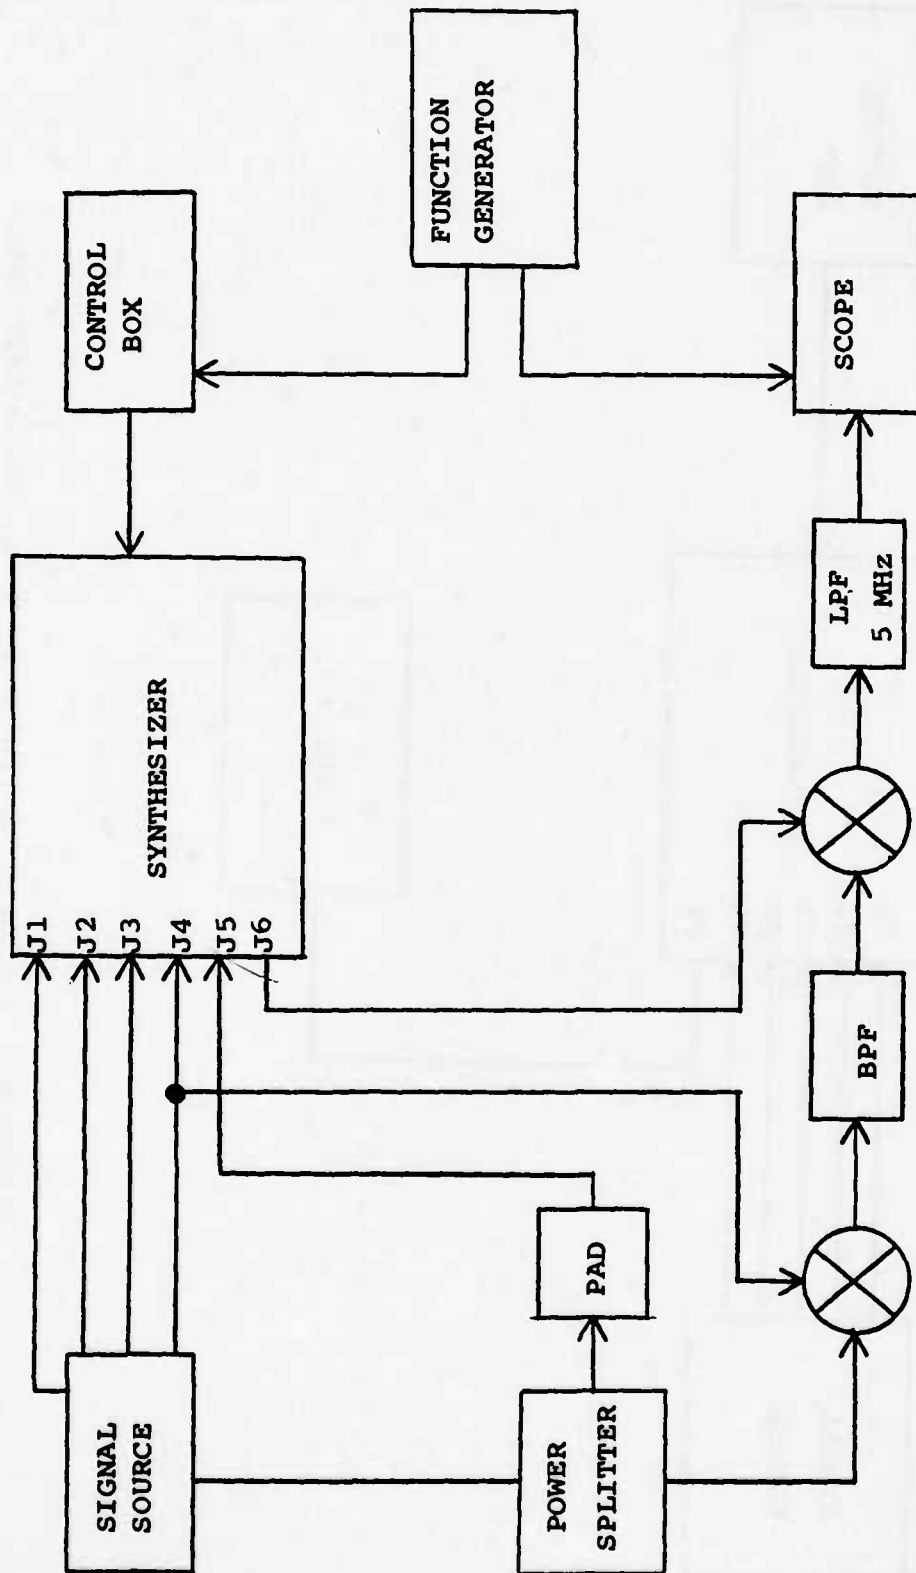 SIGNAL
SOURCE
J1
J2
J3
J4
J5
J6
SYNTHESIZER
CONTROL
BOX
FUNCTION
GENERATOR
POWER
SPLITTER
PAD
BPF
LPF
5 MHz
SCOPE